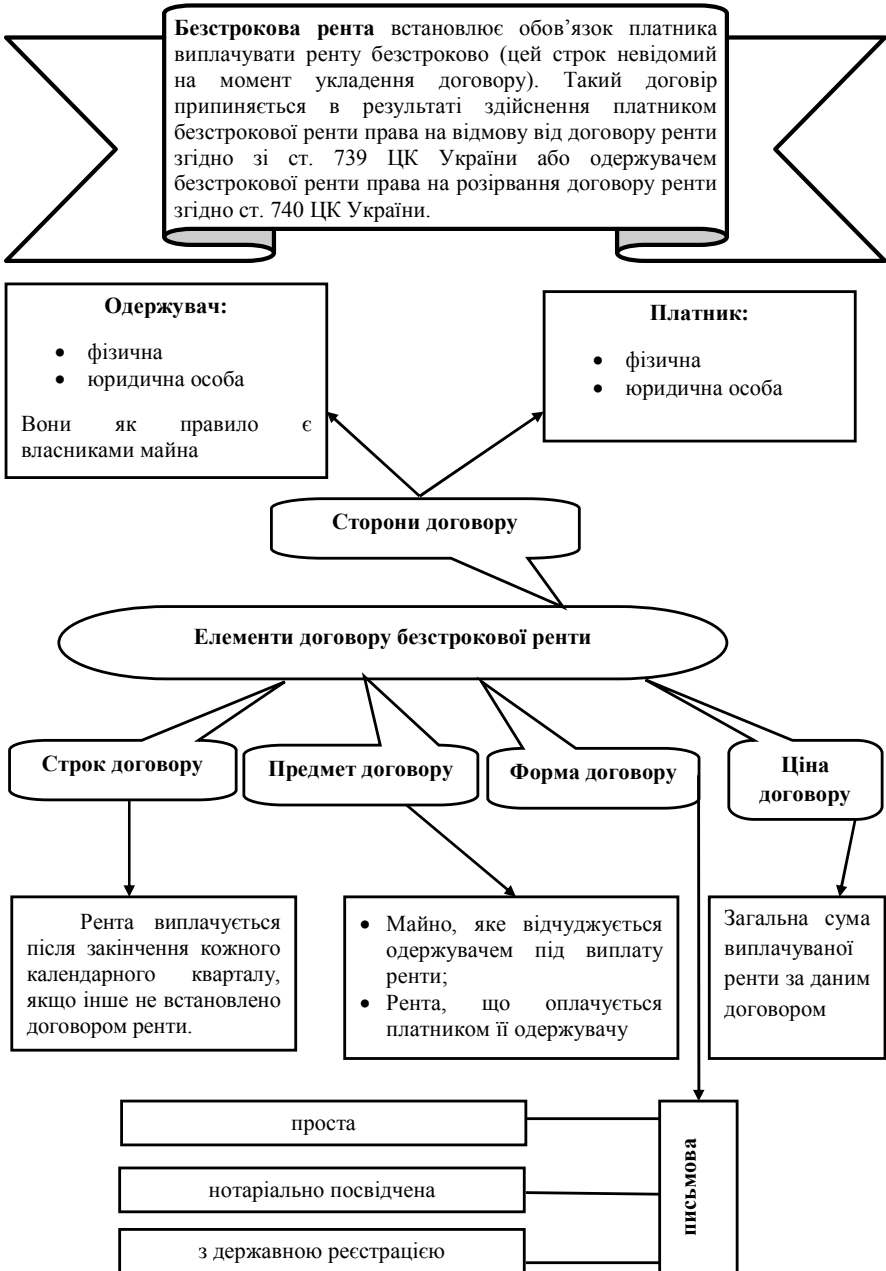 Безстрокова рента встановлює обов’язок платника
виплачувати ренту безстроково (цей строк невідомий
на момент укладення договору). Такий договір
припиняється в результаті здійснення платником
безстрокової ренти права на відмову від договору ренти
згідно зі ст. 739 ЦК України або одержувачем
безстрокової ренти права на розірвання договору ренти
згідно ст. 740 ЦК України.
Одержувач:
• фізична
• юридична особа
Вони як правило є
власниками майна
Платник:
• фізична
• юридична особа
Сторони договору
Елементи договору безстрокової ренти
Строк договору
Предмет договору
Форма договору
Ціна
договору
Рента виплачується
після закінчення кожного
календарного кварталу,
якщо інше не встановлено
договором ренти.
• Майно, яке відчуджується
одержувачем під виплату
ренти;
• Рента, що оплачується
платником її одержувачу
Загальна сума
виплачуваної
ренти за даним
договором
проста
нотаріально посвідчена
з державною реєстрацією
письмова